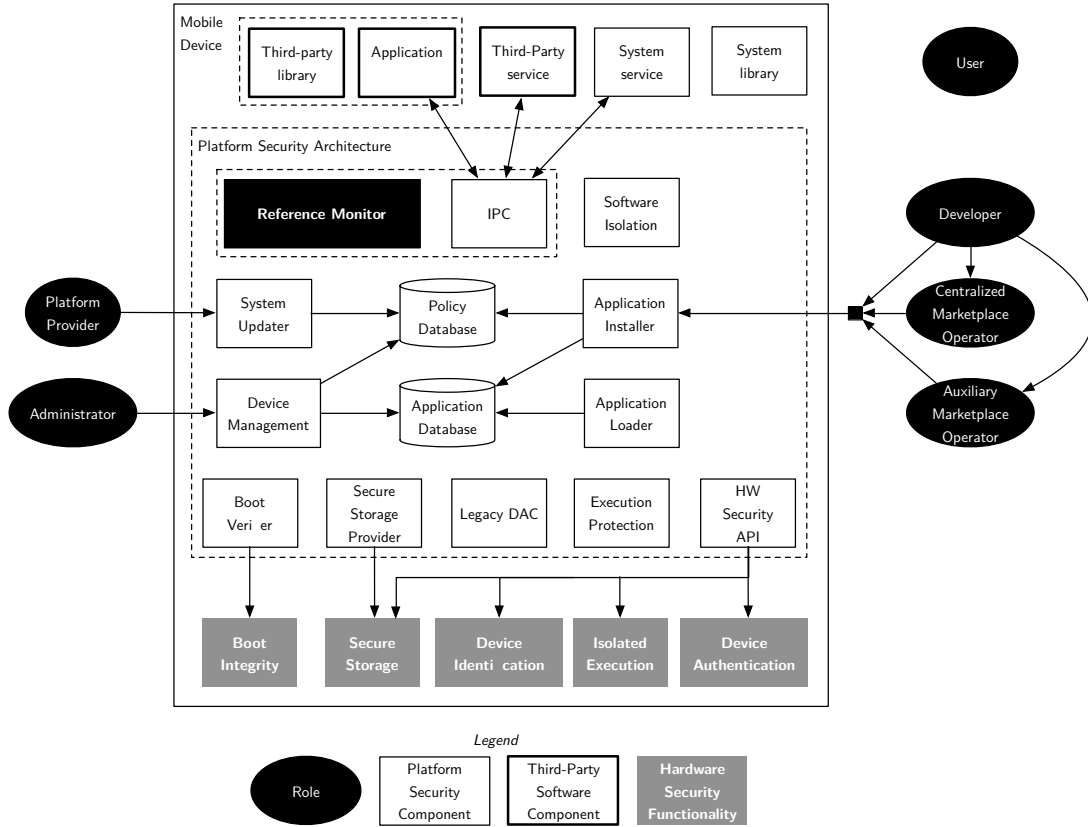 Mobile
Device
Third-party
library
Application
Third-Party
service
System
service
System
library
User
Platform Security Architecture
Reference Monitor
IPC
Software
Isolation
Developer
Platform
Provider
System
Updater
Policy
Database
Application
Installer
Centralized
Marketplace
Operator
Administrator
Device
Management
Application
Database
Application
Loader
Auxiliary
Marketplace
Operator
Boot
Veri er
Secure
Storage
Provider
Legacy DAC
Execution
Protection
HW
Security
API
Boot
Integrity
Secure
Storage
Device
Identi cation
Isolated
Execution
Device
Authentication
Legend
Role
Platform
Security
Component
Third-Party
Software
Component
Hardware
Security
Functionality